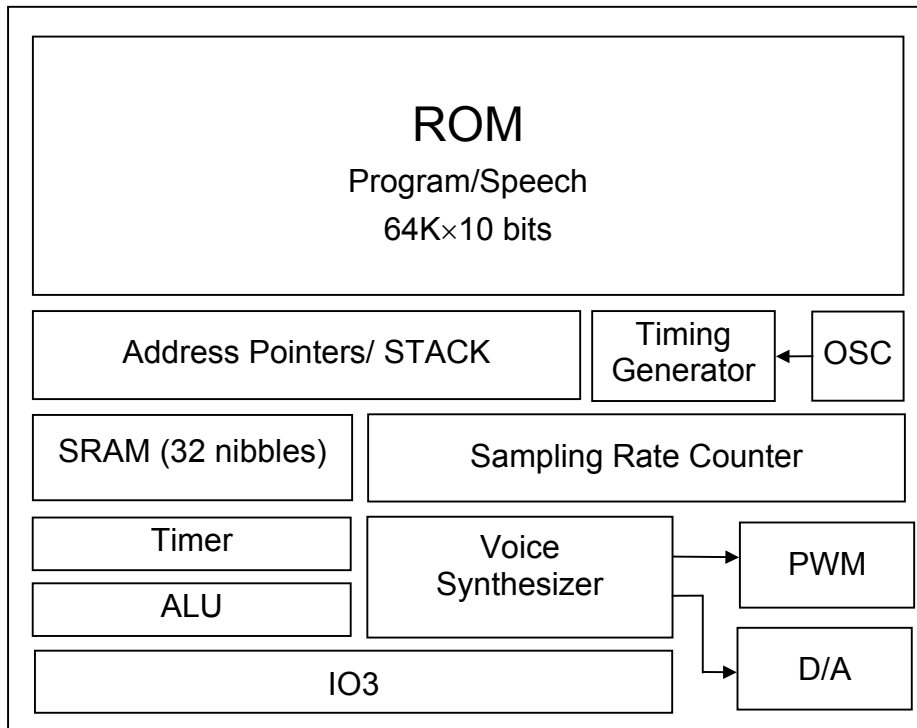 ROM
Program/Speech
64K×10 bits
Address Pointers/ STACK
Timing
Generator
OSC
SRAM (32 nibbles)
Sampling Rate Counter
Timer
Voice
Synthesizer
PWM
ALU
D/A
IO3